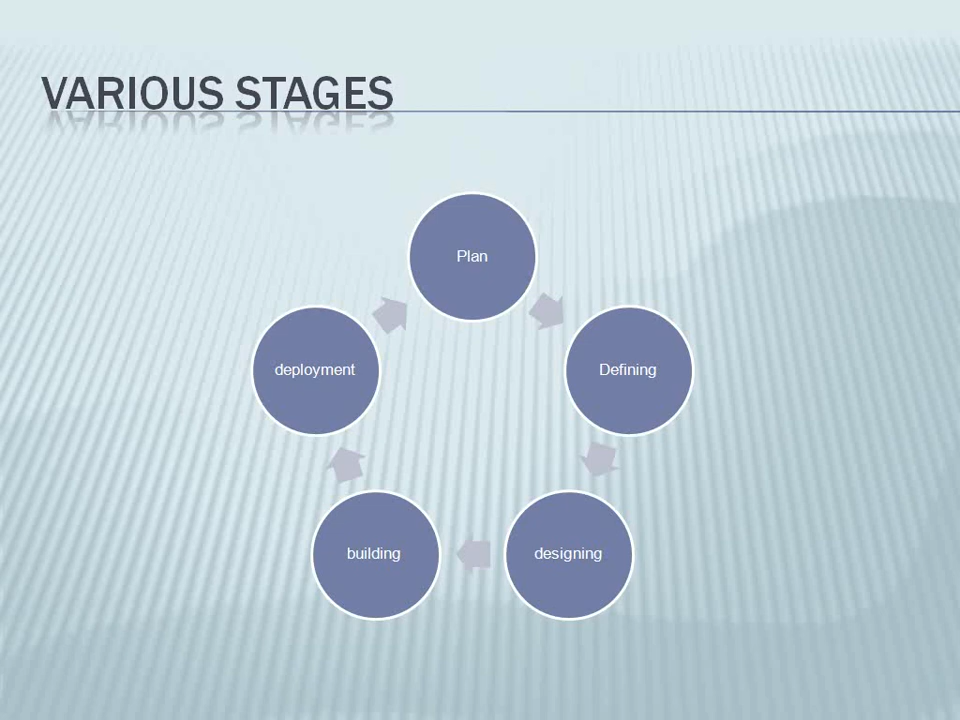 VARIOUS STAGES
Plan
Defining
designing
building
deployment